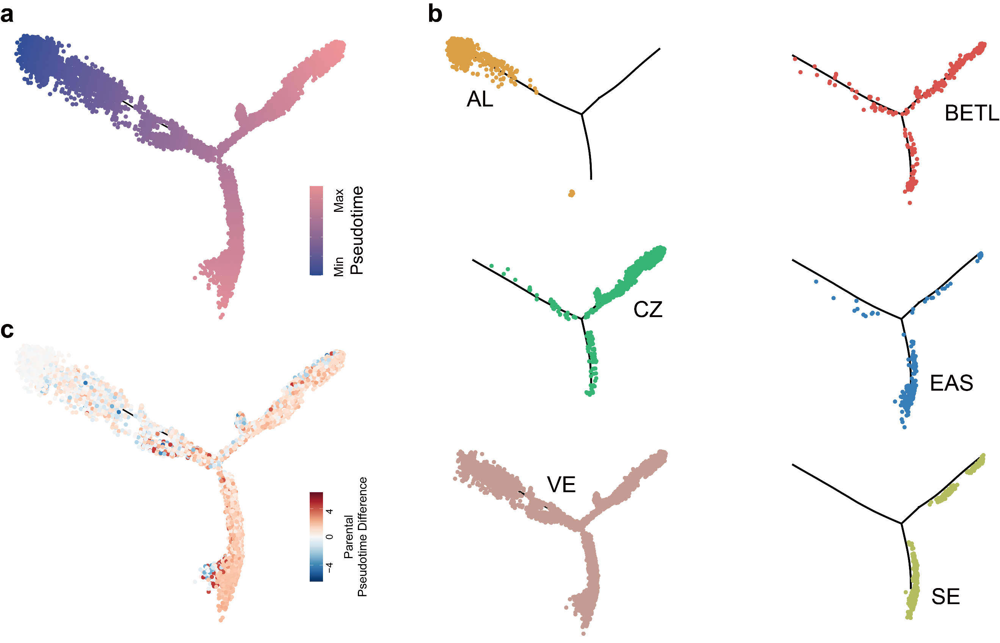 a
Max
Min
Pseudotime
b
AL
BETL
CZ
EAS
VE
SE
c
4
0
−4
Parental
Pseudotime Difference